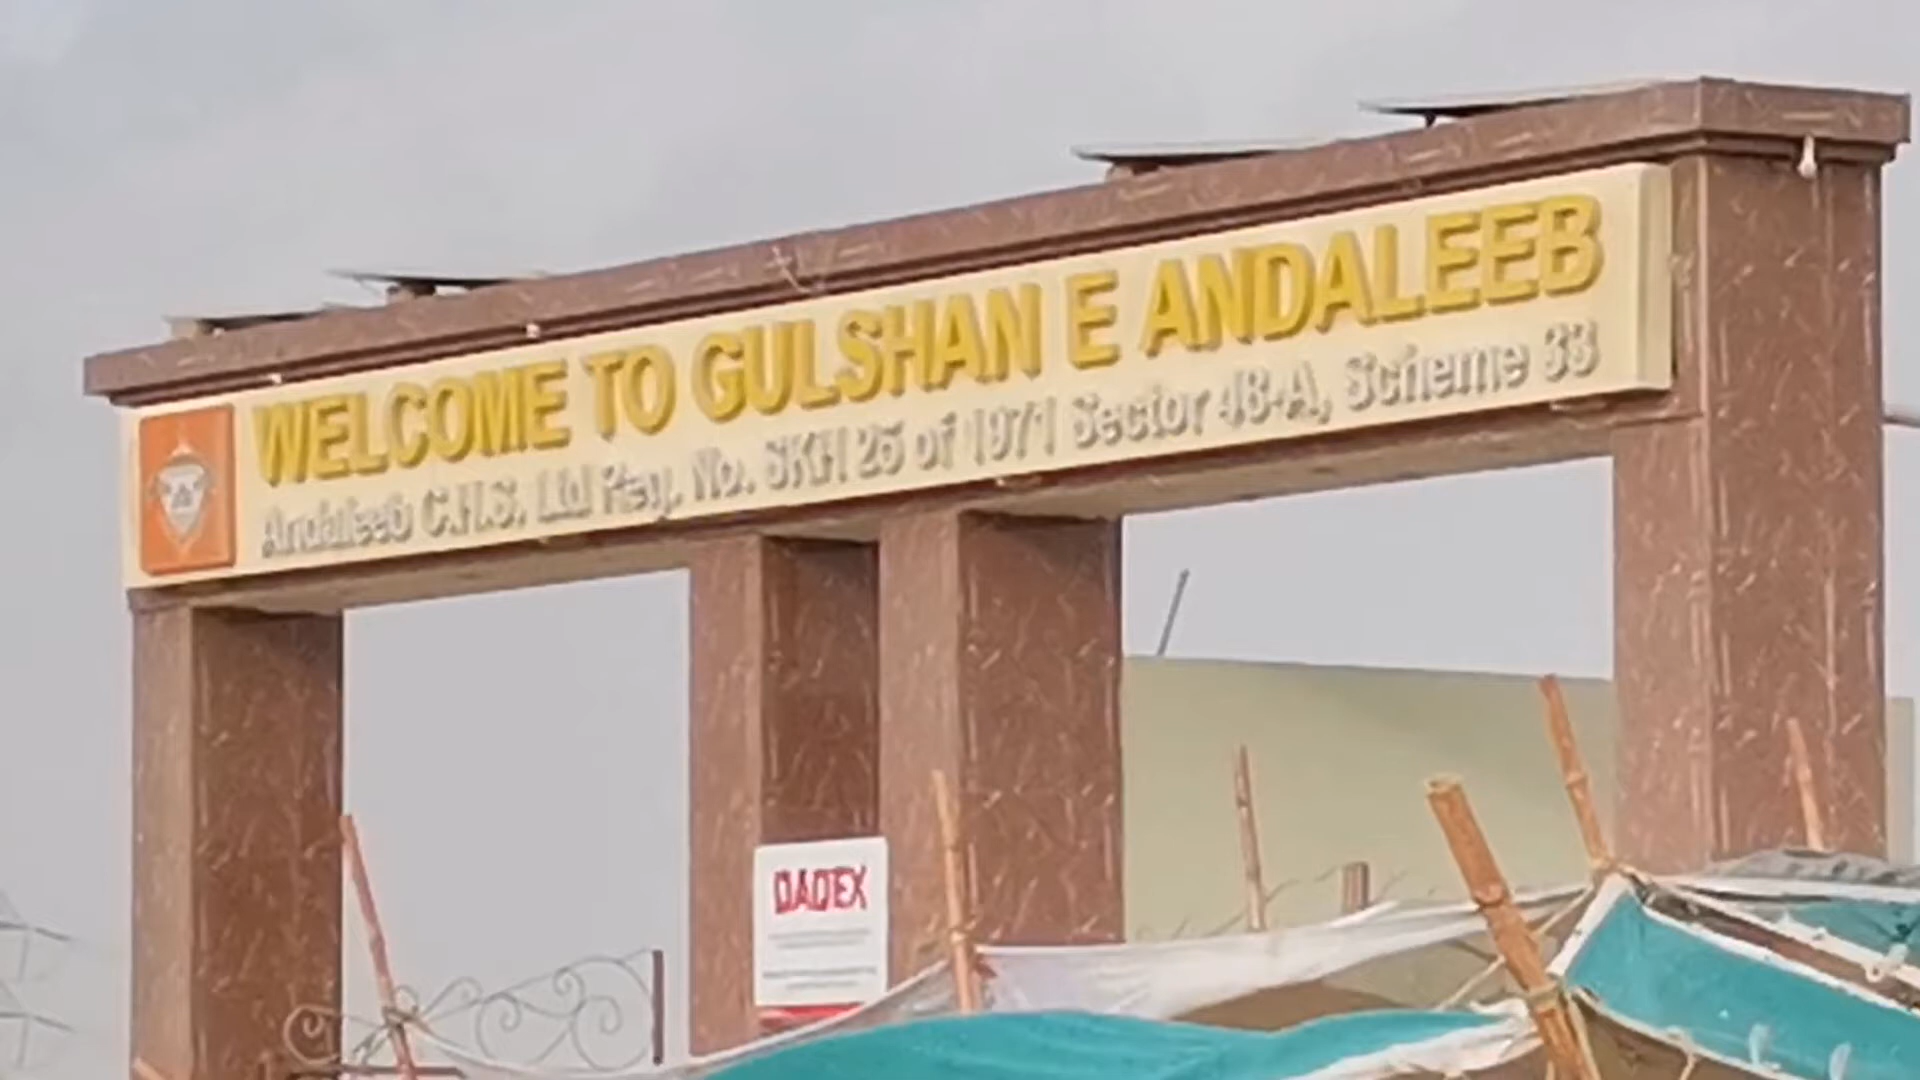 WELCOME TO GULSHAN E ANDALEEB
Andaleeb C.H.S. Ltd Reg. No. SKH 25 of 1971 Sector 48-A, Scheme 33
DADEX